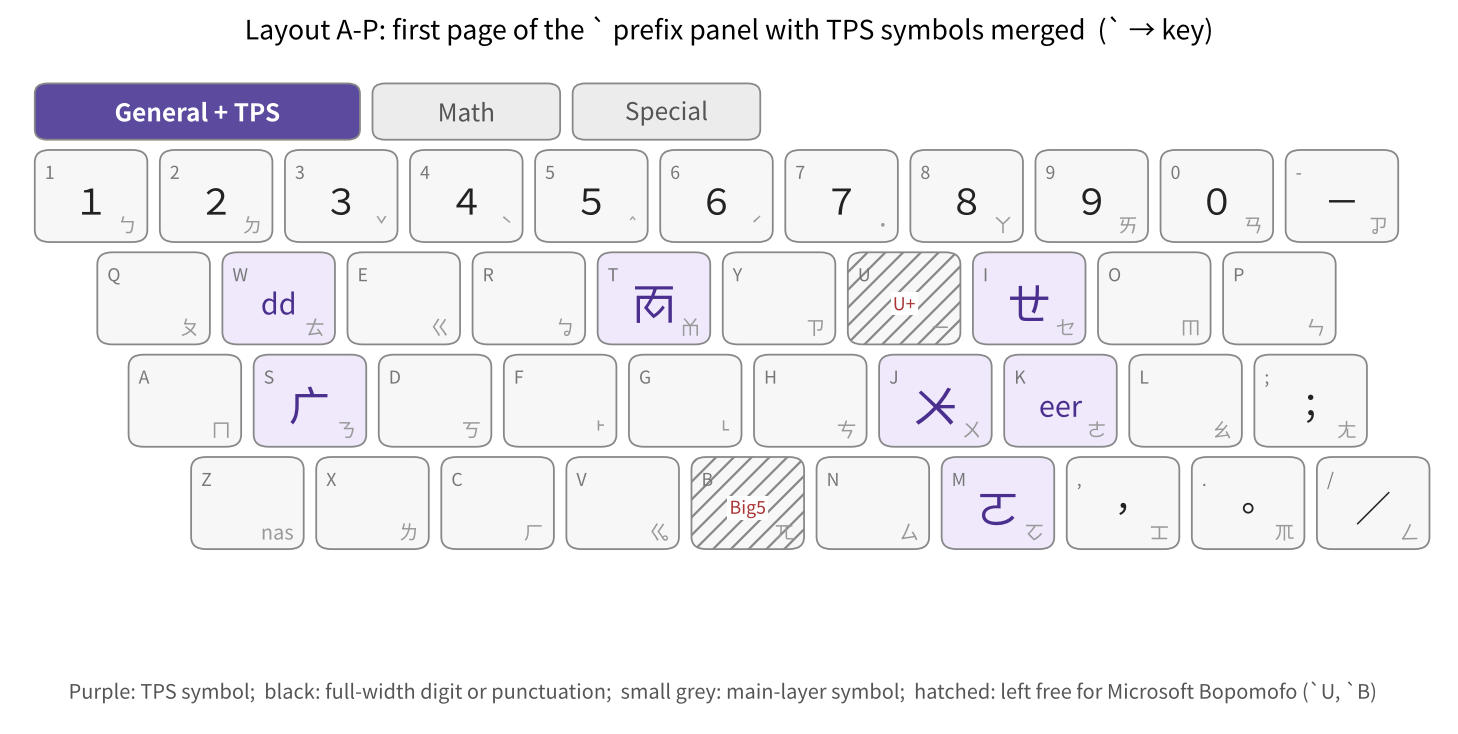 Layout A-P: first page of the ` prefix panel with TPS symbols merged (` → key)
General + TPS Math Special
1 1 ㄅ 2 2 ㄉ 3 3 ˇ 4 4 ˋ 5 5 ˆ 6 6 ˊ 7 7 · 8 8 ㄚ 9 9 ㄞ 0 0 ㄢ - － ㆡ
Q ㄆ W dd ㄊ E ㄍ R ㆠ T ㄗ U U+ ㄧ I ㄝ O ㆬ P ㄣ
A ㄇ S ㄋ D ㄎ F ㆵ G ㆶ H ㄘ J ㄨ K eer ㄜ L ㄠ ; ； ㄤ
Z nas X ㄌ C ㄏ V ㆣ B Big5 ㆭ N ㄙ M ㆦ , ， ㆤ . 。 / ／ ㄥ
Purple: TPS symbol; black: full-width digit or punctuation; small grey: main-layer symbol; hatched: left free for Microsoft Bopomofo (`U, `B)